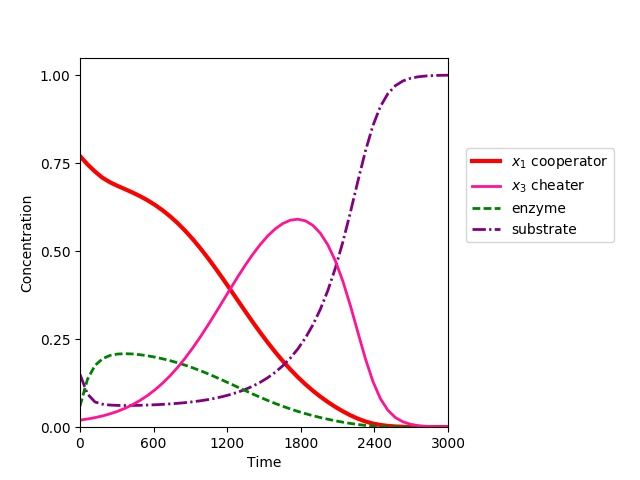 1.00
0.75
0.50
0.25
0.00
Concentration
0
600
1200
1800
2400
3000
Time
x₁ cooperator
x₃ cheater
enzyme
substrate